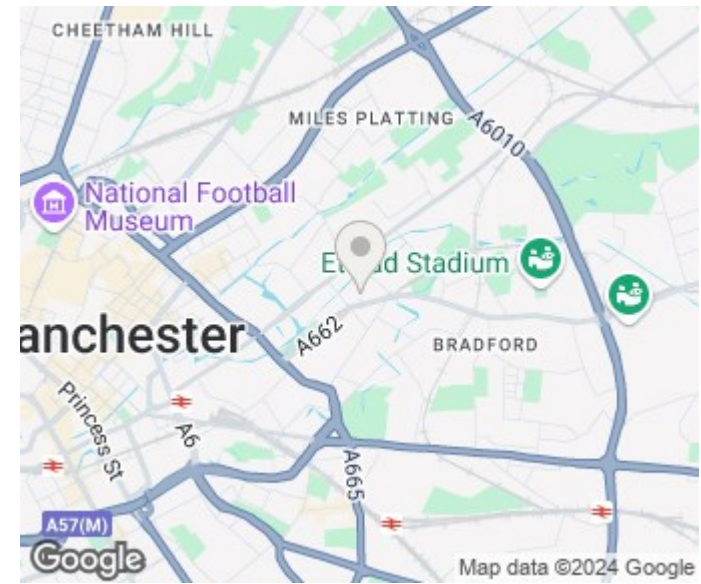 CHEETHAM HILL
MILES PLATTING
A6010
National Football
Museum
Stadium
anchester
A662
BRADFORD
Princess St
A6
A665
A57(M)
Google
Map data ©2024 Google